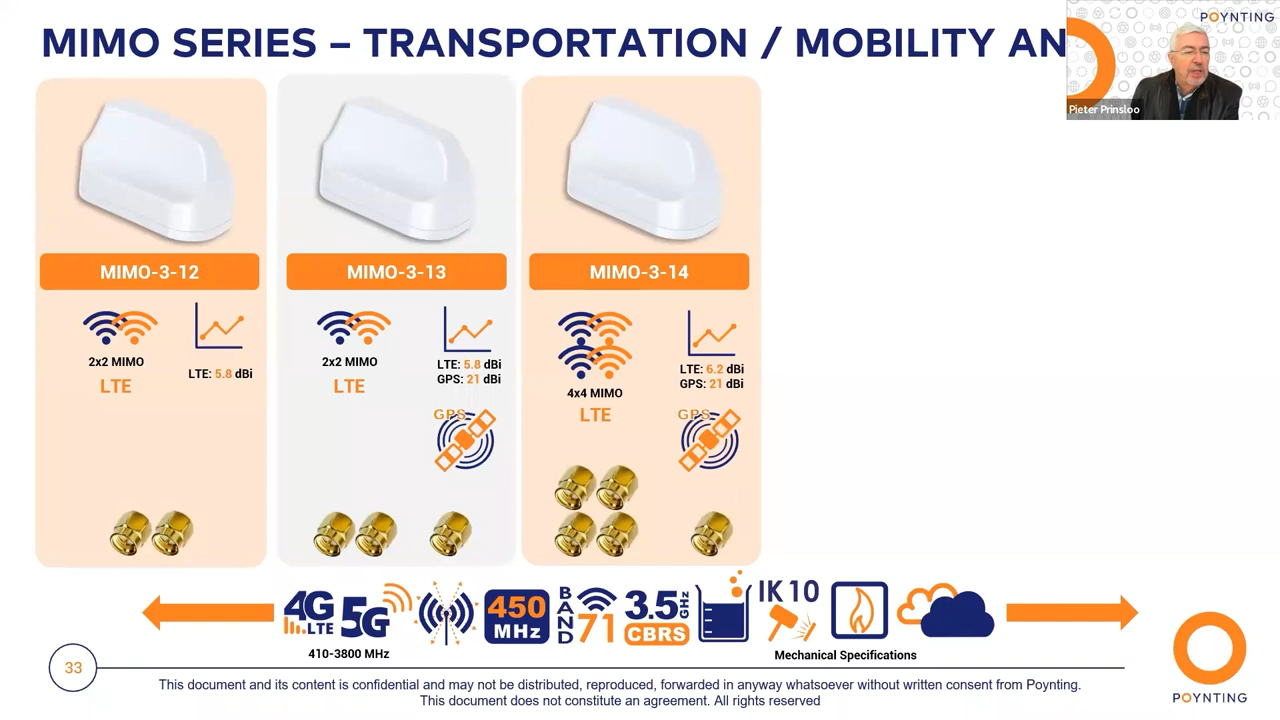 MIMO SERIES – TRANSPORTATION / MOBILITY AN
POYNTING
Pieter Prinsloo
MIMO-3-12
2x2 MIMO
LTE
LTE: 5.8 dBi
MIMO-3-13
2x2 MIMO
LTE
LTE: 5.8 dBi
GPS: 21 dBi
GPS
MIMO-3-14
4x4 MIMO
LTE
LTE: 6.2 dBi
GPS: 21 dBi
GPS
4G LTE 5G
410-3800 MHz
450 MHz
BAND 71
3.5 GHz
CBRS
IK10
Mechanical Specifications
33
This document and its content is confidential and may not be distributed, reproduced, forwarded in anyway whatsoever without written consent from Poynting.
This document does not constitute an agreement. All rights reserved
POYNTING